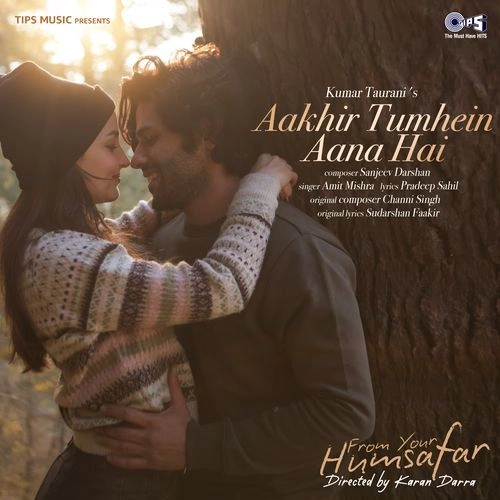 TIPS MUSIC PRESENTS
TIPS
The Must Have HITS
Kumar Taurani's
Aakhir Tumhein
Aana Hai
composer Sanjeev Darshan
singer Amit Mishra lyrics Pradeep Sahil
original composer Channi Singh
original lyrics Sudarshan Faakir
From Your
Humsafar
Directed by Karan Darra